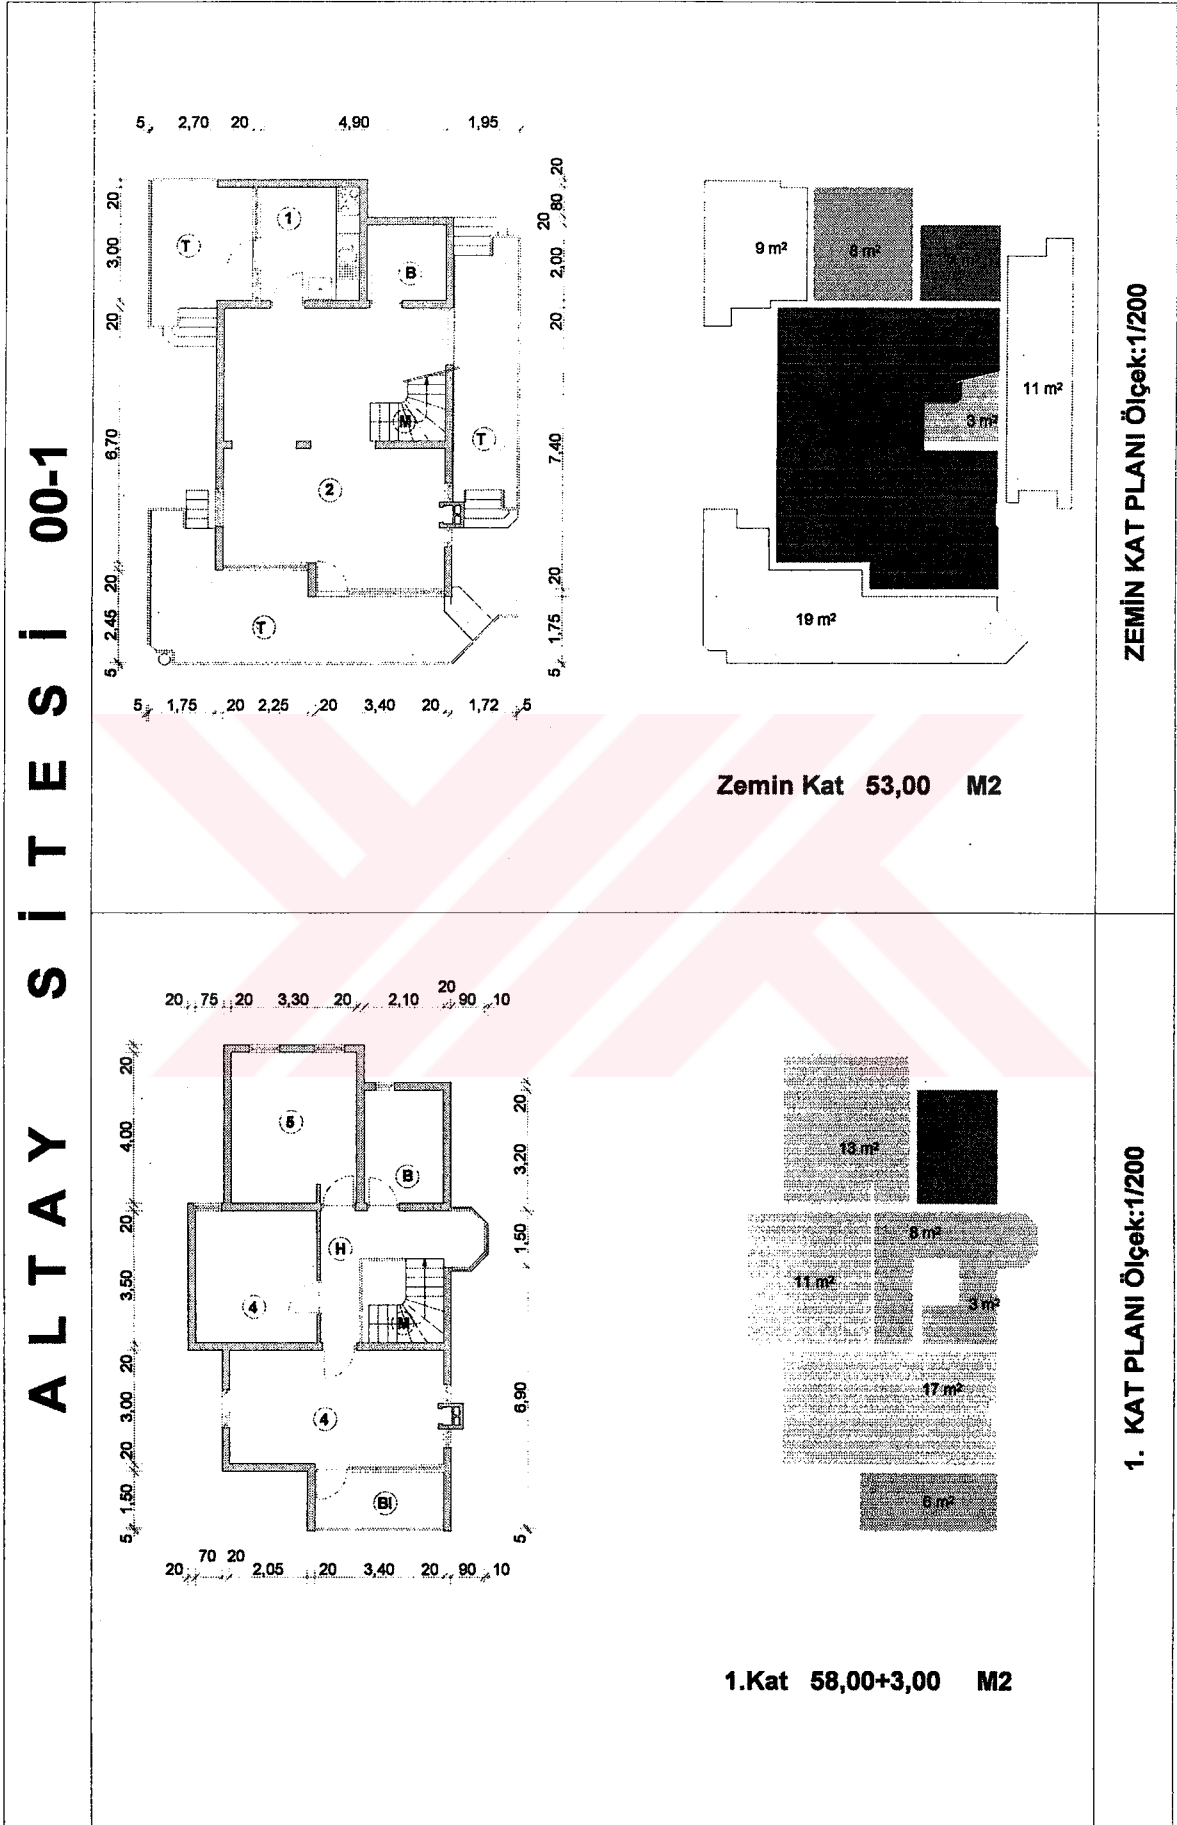 ALTAY SİTESİ 00-1
5 2,70 20 4,90 1,95
20 3,00 20 6,70 20 2,45 5
20 80 20 2,00 20 7,40 20 1,75 5
T 1 B M T 2 T
5 1,75 20 2,25 20 3,40 20 1,72 5
9 m²
8 m²
11 m²
3 m²
19 m²
Zemin Kat 53,00 M2
ZEMİN KAT PLANI Ölçek:1/200
20 75 20 3,30 20 2,10 20 90 10
20 4,00 20 3,50 20 3,00 20 1,50 5
20 3,20 1,50 6,90 5
5 B H 4 M 4 Bl
20 70 20 2,05 20 3,40 20 90 10
13 m²
8 m²
11 m²
3 m²
17 m²
6 m²
1.Kat 58,00+3,00 M2
1. KAT PLANI Ölçek:1/200